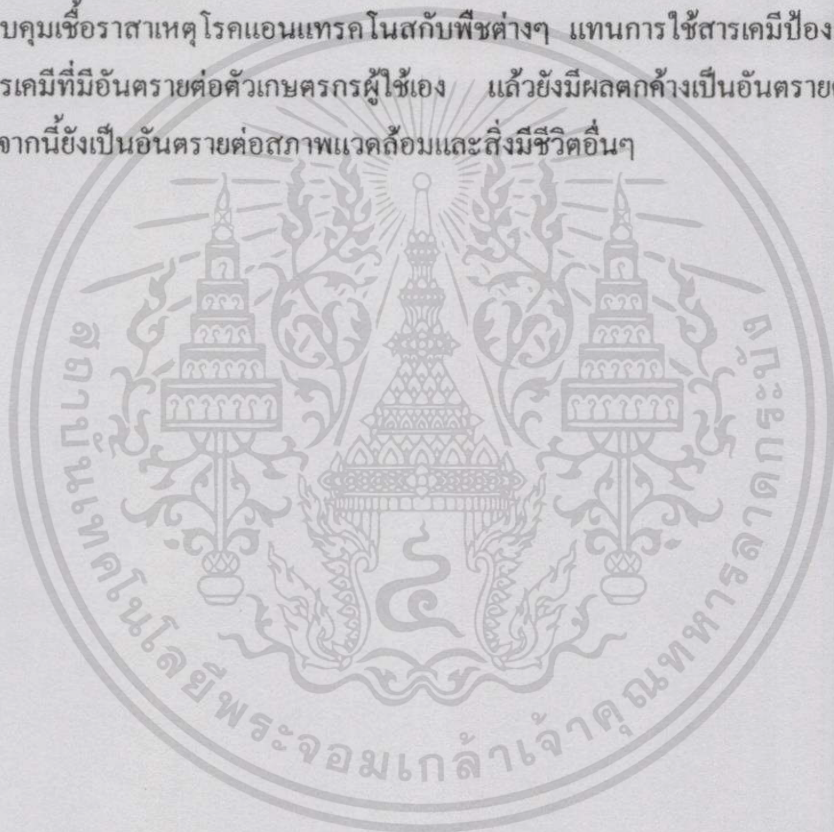 บคุมเชื้อราสาเหตุโรคแอนแทรคโนสกับพืชต่างๆ แทนการใช้สารเคมีป้อง
รเคมีที่มีอันตรายต่อตัวเกษตรกรผู้ใช้เอง แล้วยังมีผลตกค้างเป็นอันตราย
จากนี้ยังเป็นอันตรายต่อสภาพแวดล้อมและสิ่งมีชีวิตอื่นๆ
สถาบันเทคโนโลยีพระจอมเกล้าเจ้าคุณทหารลาดกระบัง